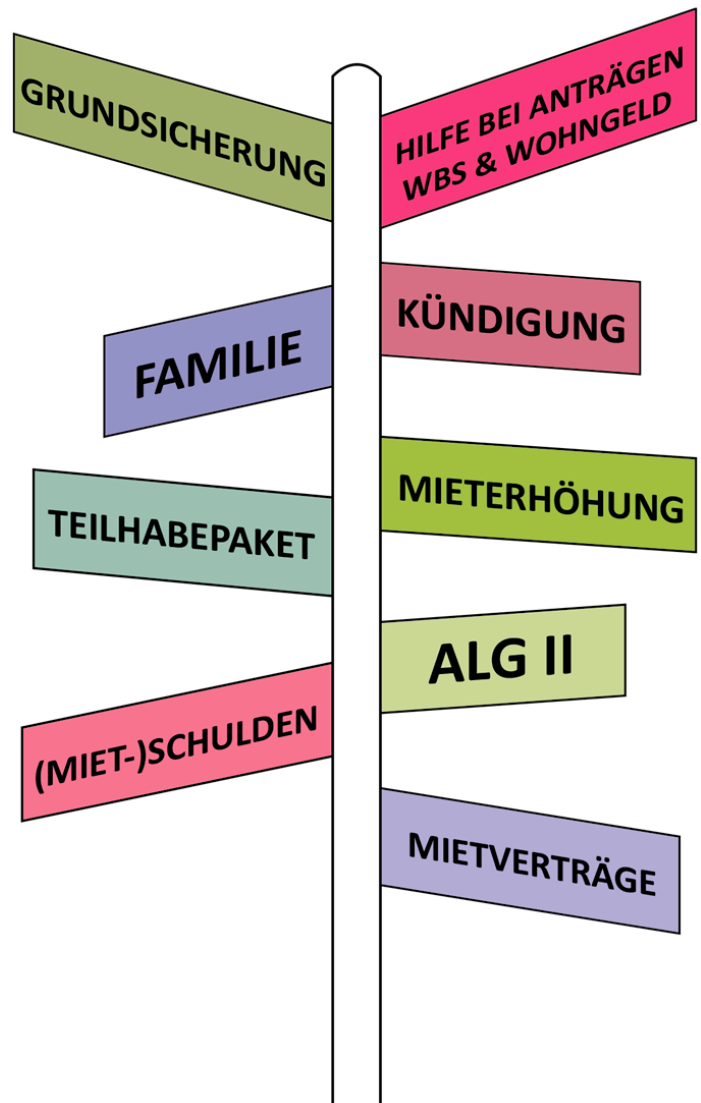 GRUNDSICHERUNG
HILFE BEI ANTRÄGEN
WBS & WOHNGELD
FAMILIE
KÜNDIGUNG
TEILHABEPAKET
MIETERHÖHUNG
ALG II
(MIET-)SCHULDEN
MIETVERTRÄGE